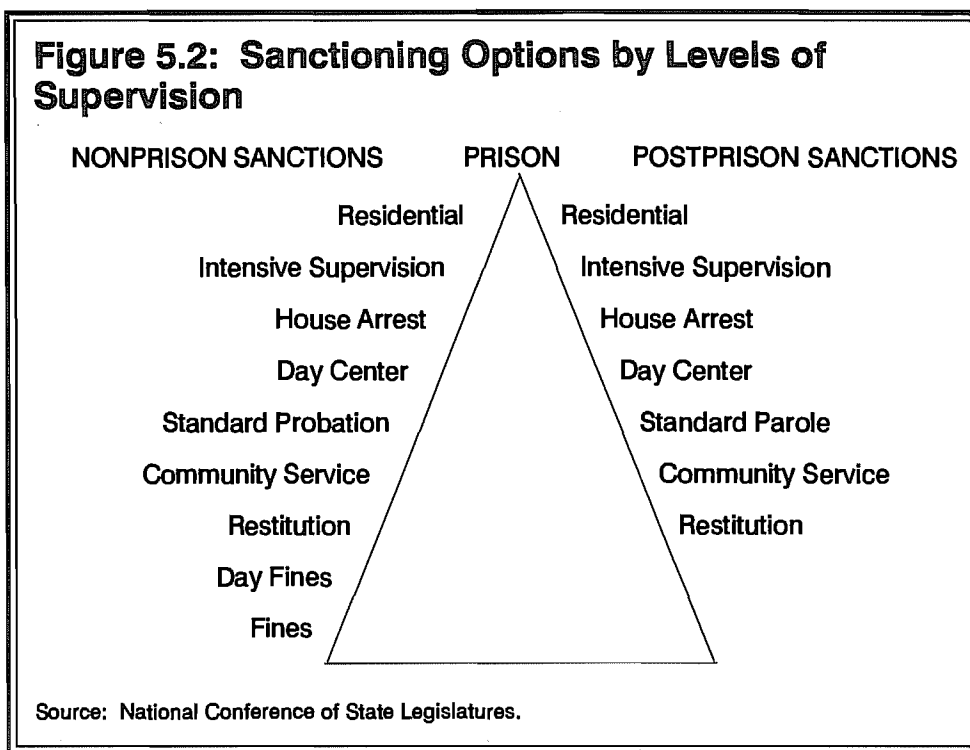 Figure 5.2: Sanctioning Options by Levels of
Supervision
NONPRISON SANCTIONS PRISON POSTPRISON SANCTIONS
Residential Residential
Intensive Supervision Intensive Supervision
House Arrest House Arrest
Day Center Day Center
Standard Probation Standard Parole
Community Service Community Service
Restitution Restitution
Day Fines
Fines
Source: National Conference of State Legislatures.